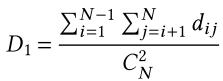 $D_1 = \frac{\sum_{i=1}^{N-1} \sum_{j=i+1}^{N} d_{ij}}{C_N^2}$